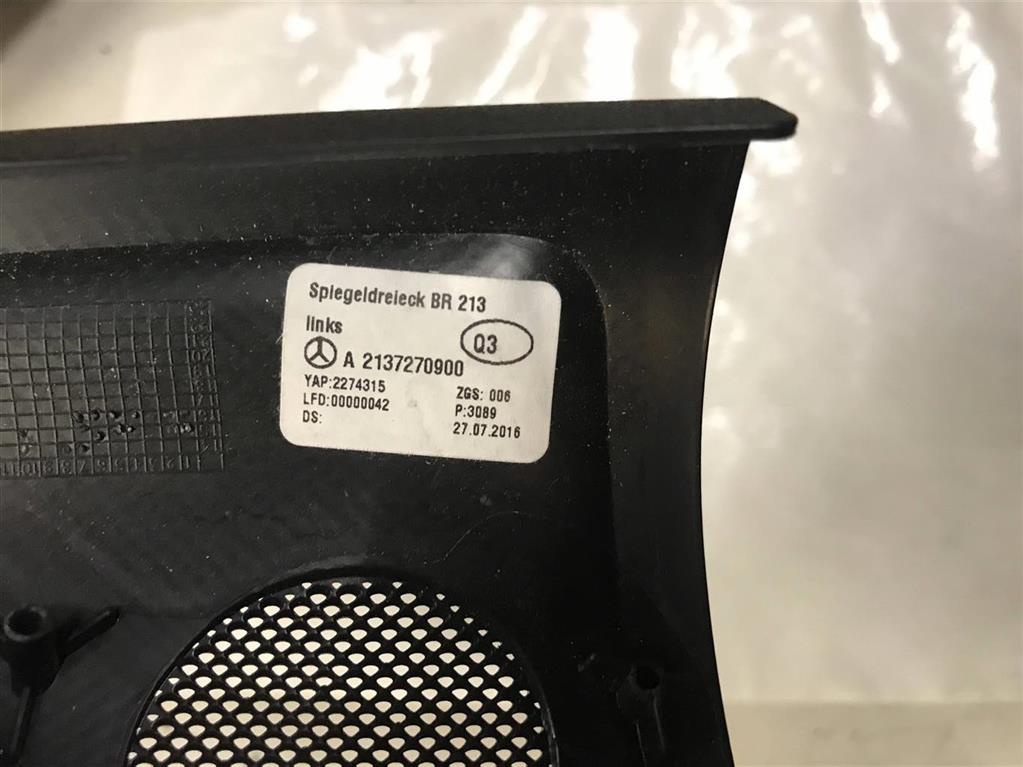 Spiegeldreieck BR 213
links
Q3
A 2137270900
YAP:2274315 ZGS: 006
LFD:00000042 P:3089
DS: 27.07.2016